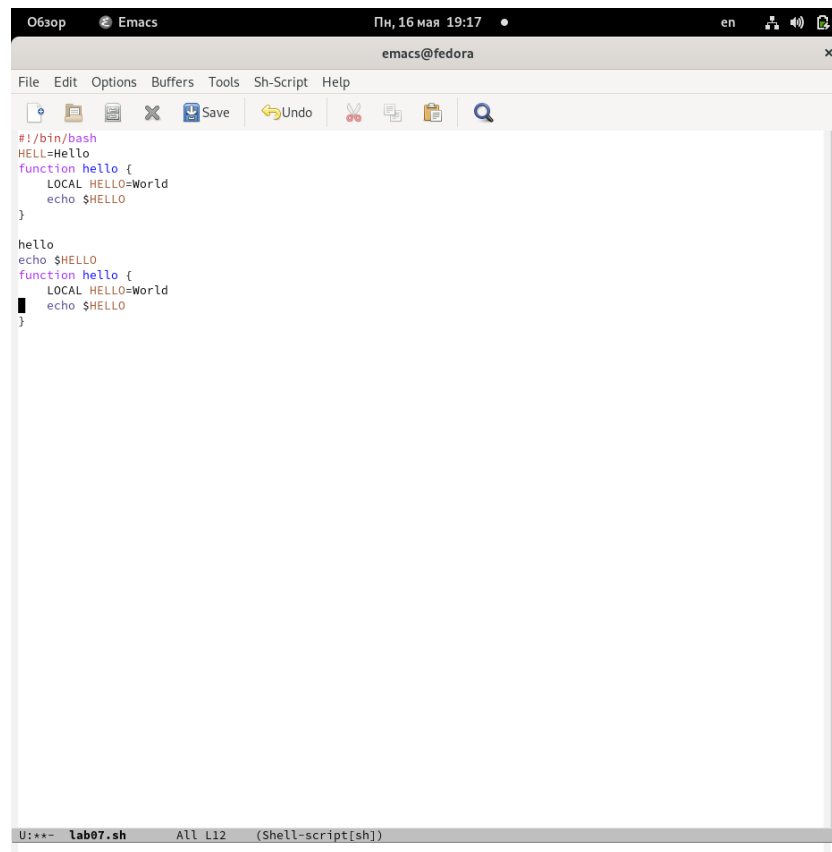 Обзор Emacs Пн, 16 мая 19:17 en
emacs@fedora ×
File Edit Options Buffers Tools Sh-Script Help
Save Undo
#!/bin/bash
HELL=Hello
function hello {
    LOCAL HELLO=World
    echo $HELLO
}
hello
echo $HELLO
function hello {
    LOCAL HELLO=World
    echo $HELLO
}
U:**- lab07.sh All L12 (Shell-script[sh])